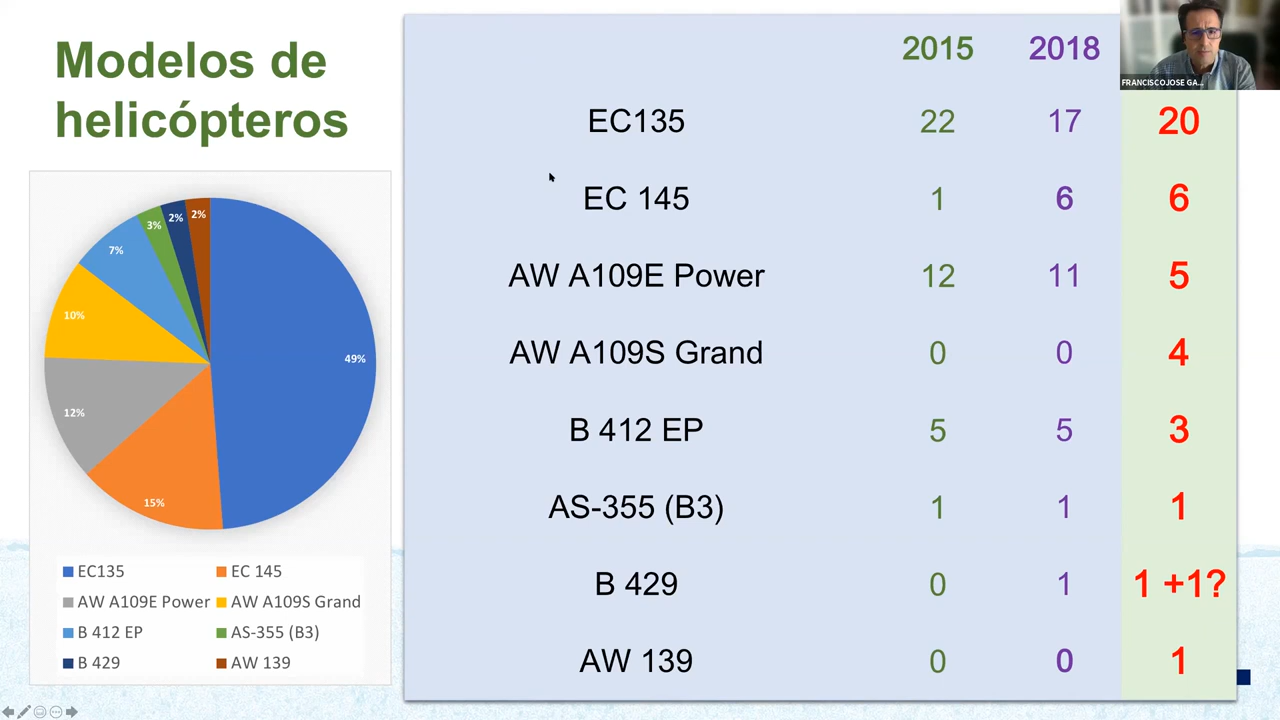 Modelos de
helicópteros
2015 2018
FRANCISCOJOSE GA...
EC135 22 17 20
EC 145 1 6 6
AW A109E Power 12 11 5
AW A109S Grand 0 0 4
B 412 EP 5 5 3
AS-355 (B3) 1 1 1
B 429 0 1 1 +1?
AW 139 0 0 1
49%
15%
12%
10%
7%
3%
2%
2%
EC135 EC 145
AW A109E Power AW A109S Grand
B 412 EP AS-355 (B3)
B 429 AW 139